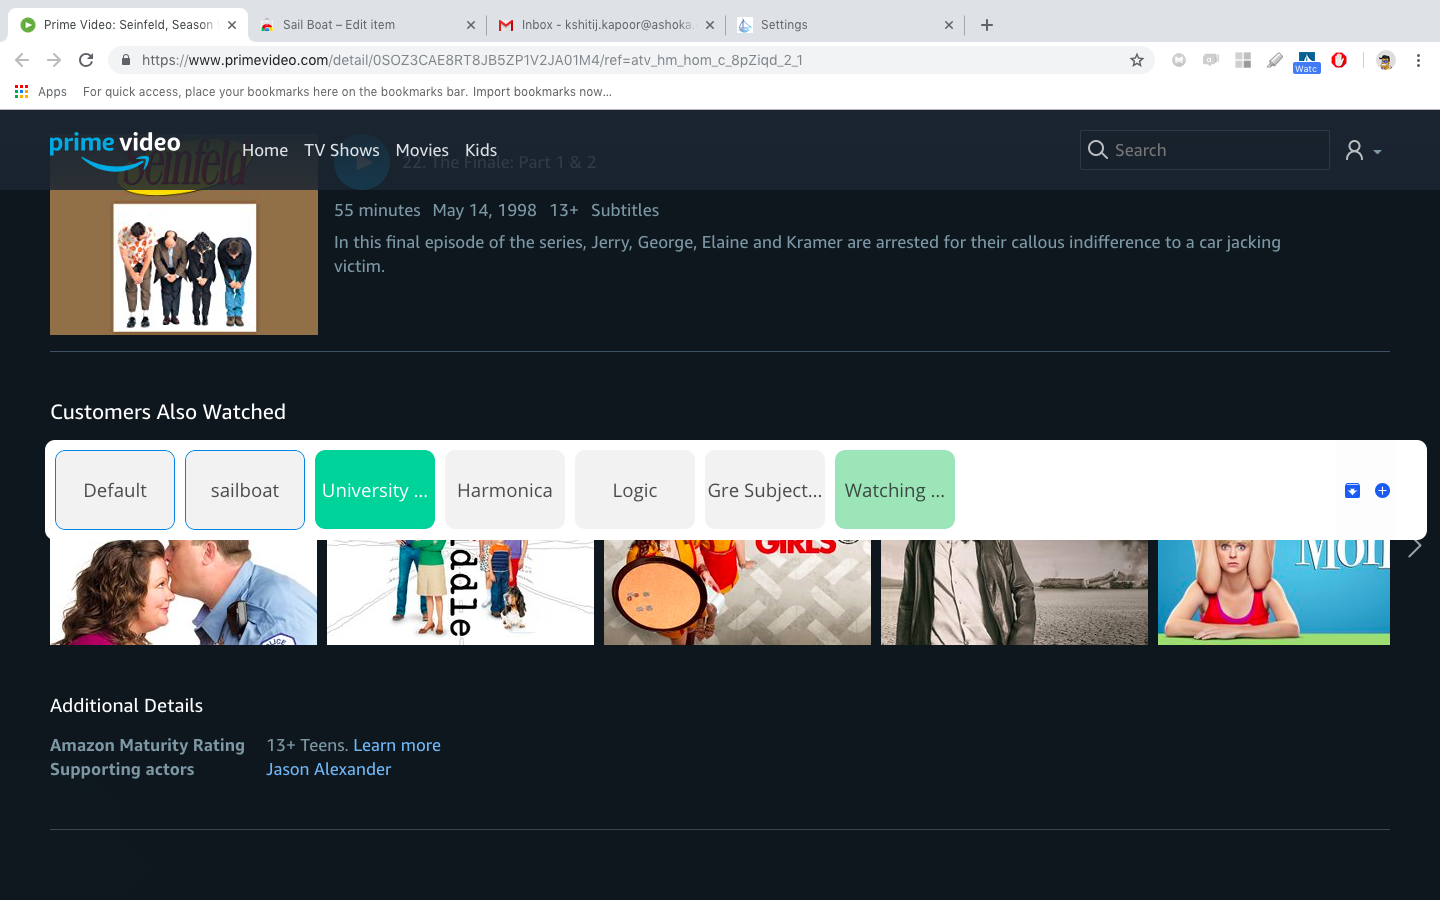 Prime Video: Seinfeld, Season
Sail Boat – Edit item
Inbox - kshitij.kapoor@ashoka.
Settings
https://www.primevideo.com/detail/0SOZ3CAE8RT8JB5ZP1V2JA01M4/ref=atv_hm_hom_c_8pZiqd_2_1
Watc
Apps
For quick access, place your bookmarks here on the bookmarks bar. Import bookmarks now...
prime video
Home
TV Shows
Movies
Kids
Search
Seinfeld
22. The Finale: Part 1 & 2
55 minutes May 14, 1998 13+ Subtitles
In this final episode of the series, Jerry, George, Elaine and Kramer are arrested for their callous indifference to a car jacking
victim.
Customers Also Watched
Default
sailboat
University ...
Harmonica
Logic
Gre Subject...
Watching ...
ddle
GIRLS
Mom
Additional Details
Amazon Maturity Rating 13+ Teens. Learn more
Supporting actors Jason Alexander